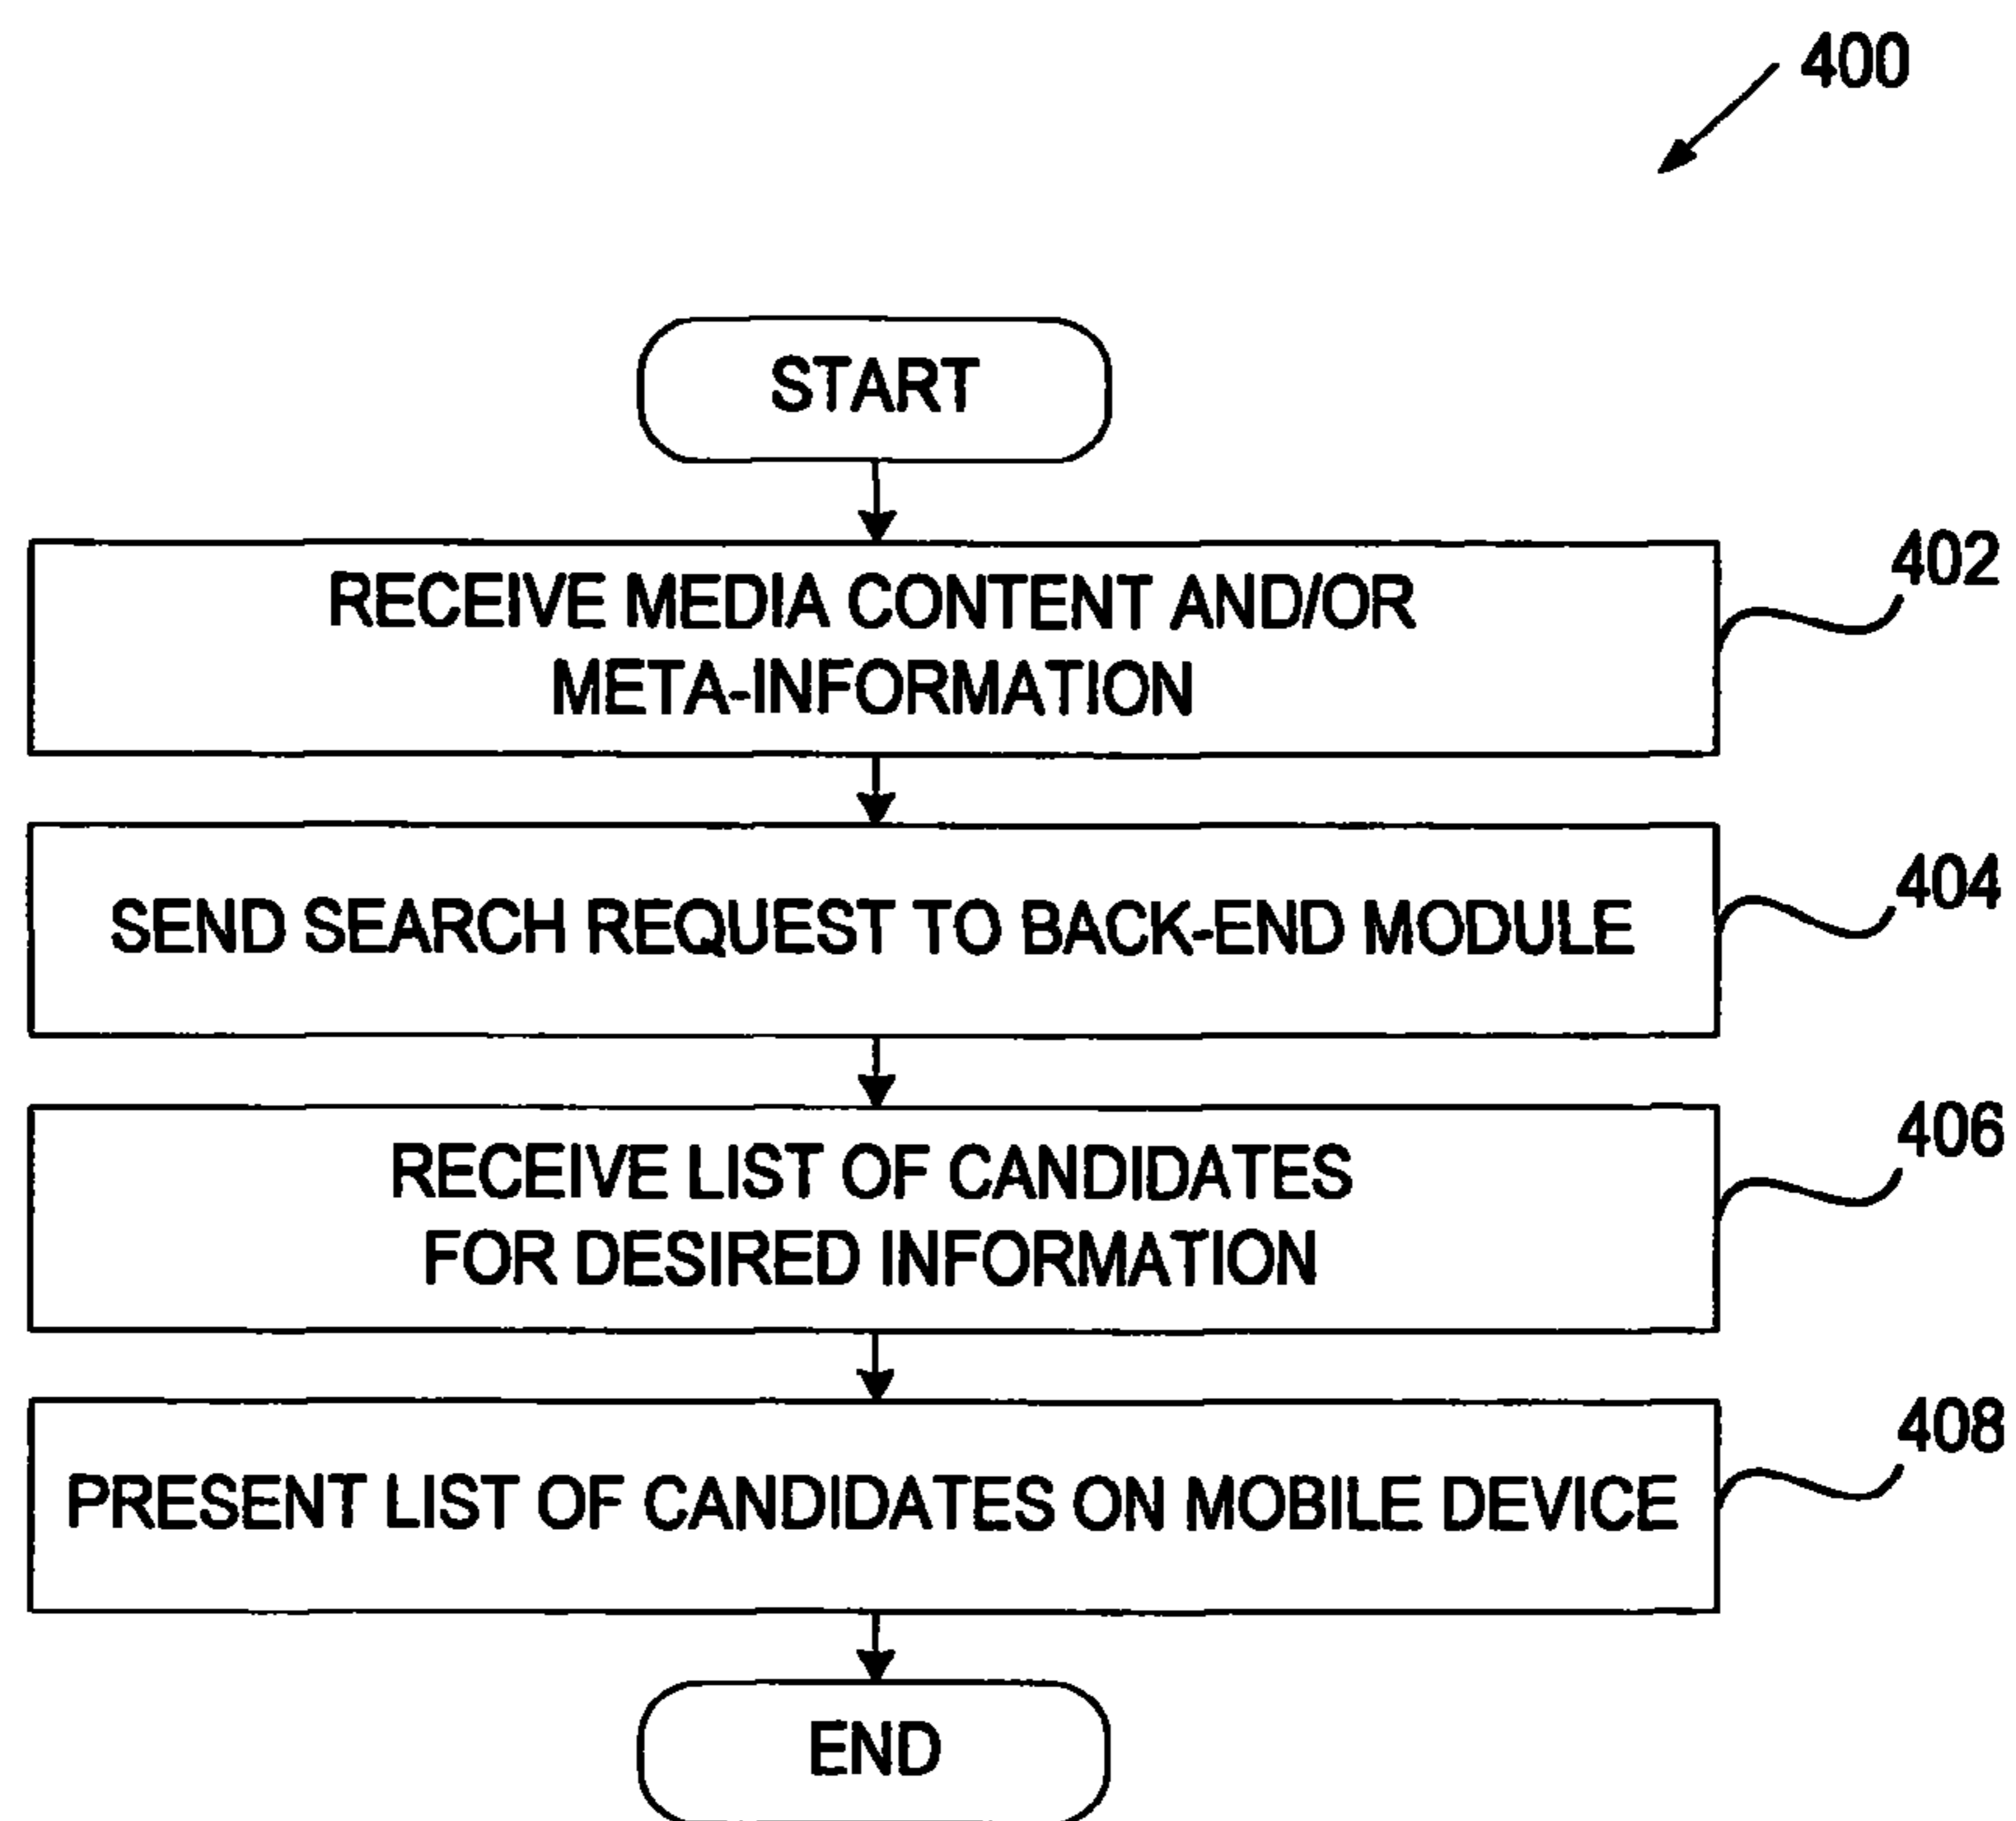 400
START
RECEIVE MEDIA CONTENT AND/OR
META-INFORMATION
402
SEND SEARCH REQUEST TO BACK-END MODULE
404
RECEIVE LIST OF CANDIDATES
FOR DESIRED INFORMATION
406
PRESENT LIST OF CANDIDATES ON MOBILE DEVICE
408
END